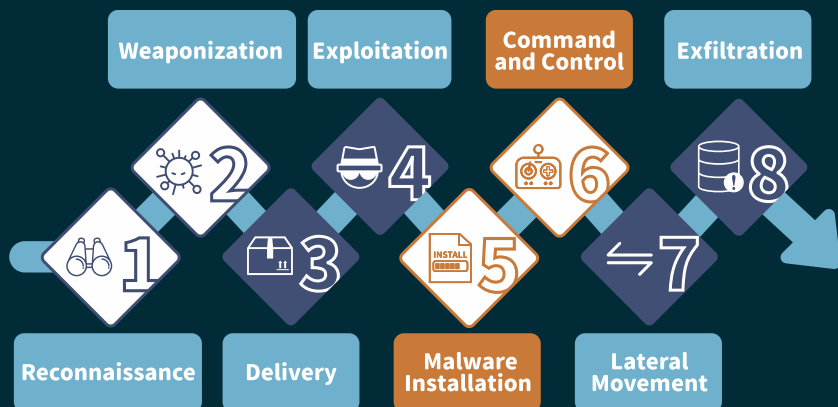 Weaponization
Exploitation
Command
and Control
Exfiltration
2
4
6
8
1
3
INSTALL
5
7
Reconnaissance
Delivery
Malware
Installation
Lateral
Movement